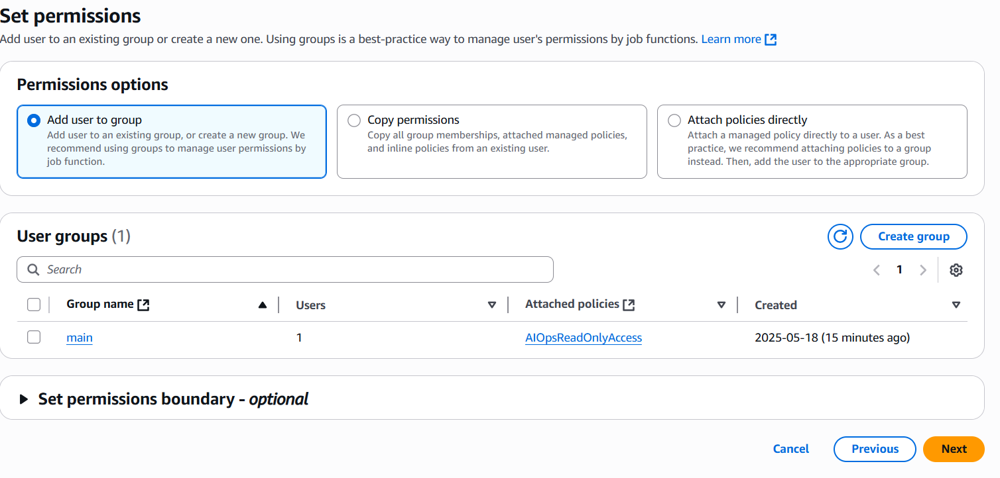 Set permissions
Add user to an existing group or create a new one. Using groups is a best-practice way to manage user's permissions by job functions. Learn more
Permissions options
Add user to group
Add user to an existing group, or create a new group. We
recommend using groups to manage user permissions by
job function.
Copy permissions
Copy all group memberships, attached managed policies,
and inline policies from an existing user.
Attach policies directly
Attach a managed policy directly to a user. As a best
practice, we recommend attaching policies to a group
instead. Then, add the user to the appropriate group.
User groups (1)
Create group
Search
1
Group name Users Attached policies Created
main 1 AIOpsReadOnlyAccess 2025-05-18 (15 minutes ago)
Set permissions boundary - optional
Cancel Previous Next